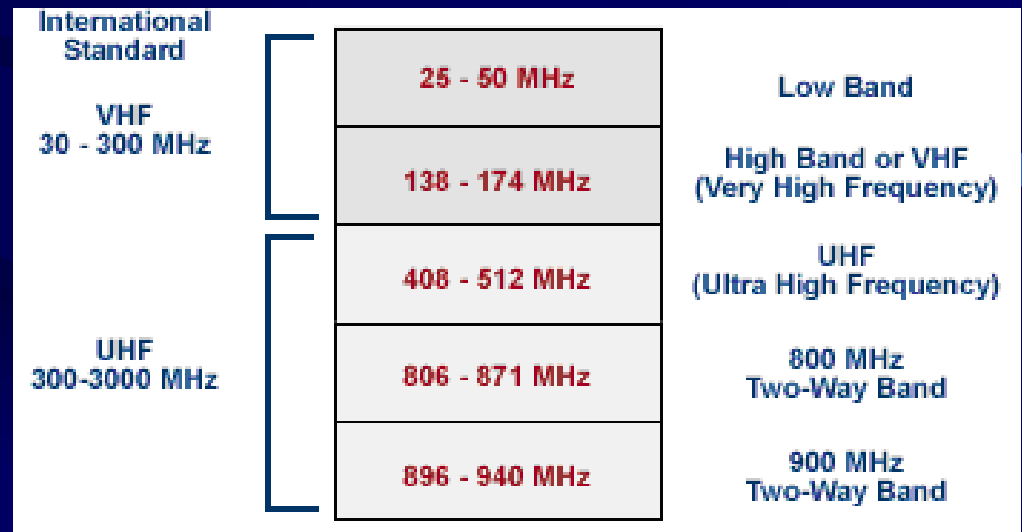 International
Standard
VHF
30 - 300 MHz
UHF
300-3000 MHz
25 - 50 MHz
138 - 174 MHz
408 - 512 MHz
806 - 871 MHz
896 - 940 MHz
Low Band
High Band or VHF
(Very High Frequency)
UHF
(Ultra High Frequency)
800 MHz
Two-Way Band
900 MHz
Two-Way Band